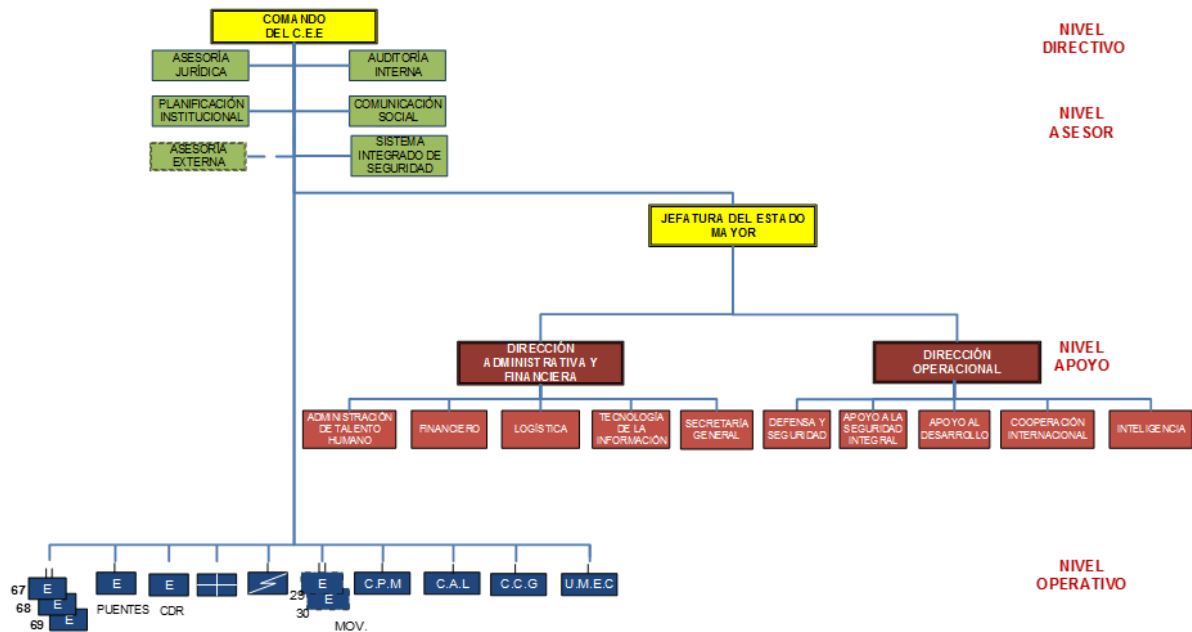 COMANDO
DEL C.E.E
NIVEL
DIRECTIVO
ASESORÍA
JURÍDICA
AUDITORÍA
INTERNA
PLANIFICACIÓN
INSTITUCIONAL
COMUNICACIÓN
SOCIAL
NIVEL
ASESOR
ASESORÍA
EXTERNA
SISTEMA
INTEGRADO DE
SEGURIDAD
JEFATURA DEL ESTADO
MAYOR
DIRECCIÓN
ADMINISTRATIVA Y
FINANCIERA
DIRECCIÓN
OPERACIONAL
NIVEL
APOYO
ADMINISTRACIÓN
DE TALENTO
HUMANO
FINANCIERO
LOGÍSTICA
TECNOLOGÍA
DE LA
INFORMACIÓN
SECRETARÍA
GENERAL
DEFENSA Y
SEGURIDAD
APOYO A LA
SEGURIDAD
INTEGRAL
APOYO AL
DESARROLLO
COOPERACIÓN
INTERNACIONAL
INTELIGENCIA
67 E
68 E
69 E
E
PUENTES
E
CDR
E
29
E
30
MOV.
C.P.M
C.A.L
C.C.G
U.M.E.C
NIVEL
OPERATIVO